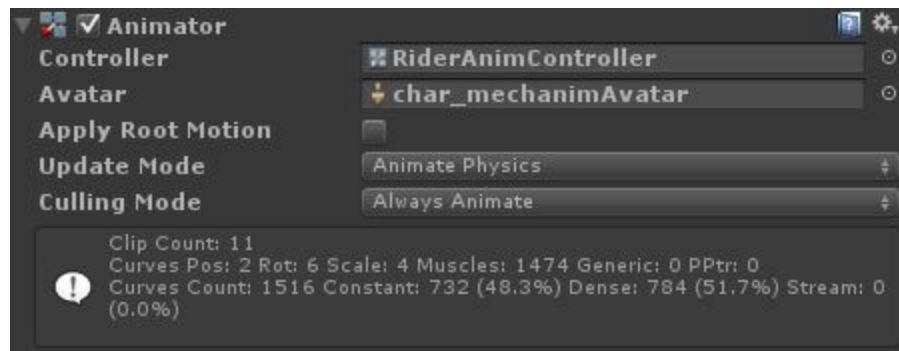 Animator
Controller RiderAnimController
Avatar char_mechanimAvatar
Apply Root Motion
Update Mode Animate Physics
Culling Mode Always Animate
Clip Count: 11
Curves Pos: 2 Rot: 6 Scale: 4 Muscles: 1474 Generic: 0 PPtr: 0
Curves Count: 1516 Constant: 732 (48.3%) Dense: 784 (51.7%) Stream: 0
(0.0%)